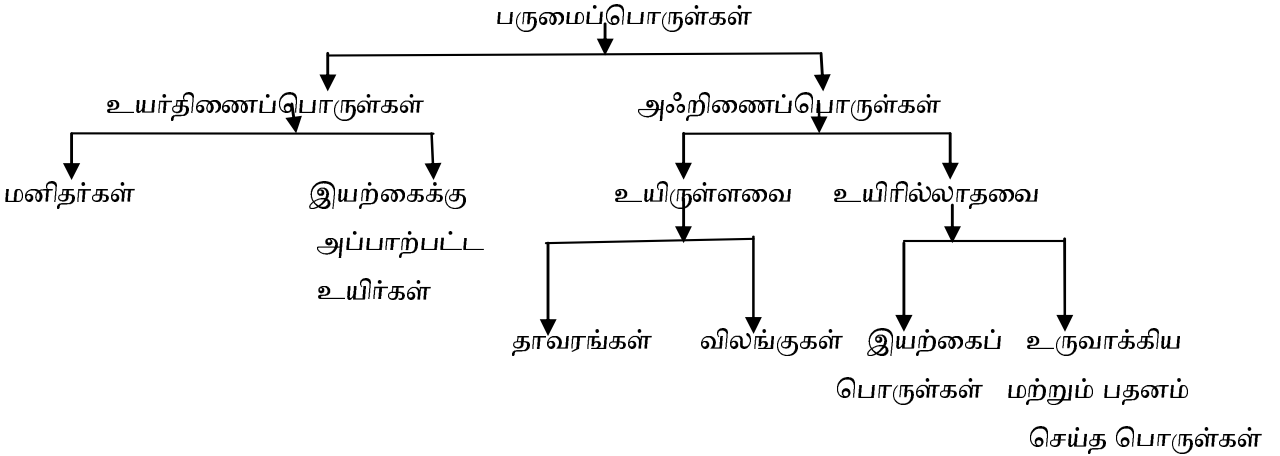 பருமைப்பொருள்கள்
உயர்திணைப்பொருள்கள் அஃறிணைப்பொருள்கள்
மனிதர்கள் இயற்கைக்கு உயிருள்ளவை உயிரில்லாதவை
அப்பாற்பட்ட
உயிர்கள்
தாவரங்கள் விலங்குகள் இயற்கைப் உருவாக்கிய
பொருள்கள் மற்றும் பதனம்
செய்த பொருள்கள்